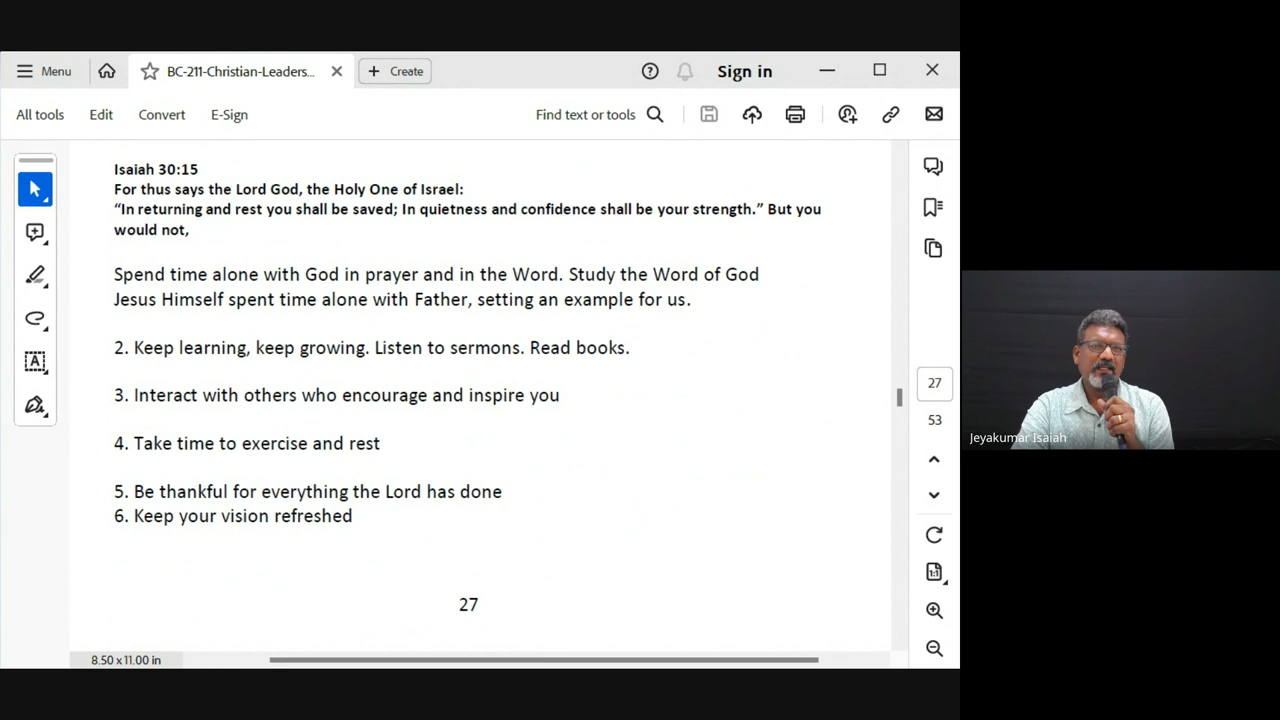 Menu
BC-211-Christian-Leaders...
Create
Sign in
All tools
Edit
Convert
E-Sign
Find text or tools
Isaiah 30:15
For thus says the Lord God, the Holy One of Israel:
“In returning and rest you shall be saved; In quietness and confidence shall be your strength.” But you
would not,
Spend time alone with God in prayer and in the Word. Study the Word of God
Jesus Himself spent time alone with Father, setting an example for us.
2. Keep learning, keep growing. Listen to sermons. Read books.
3. Interact with others who encourage and inspire you
4. Take time to exercise and rest
5. Be thankful for everything the Lord has done
6. Keep your vision refreshed
27
8.50 x 11.00 in
27
53
1:1
Jeyakumar Isaiah